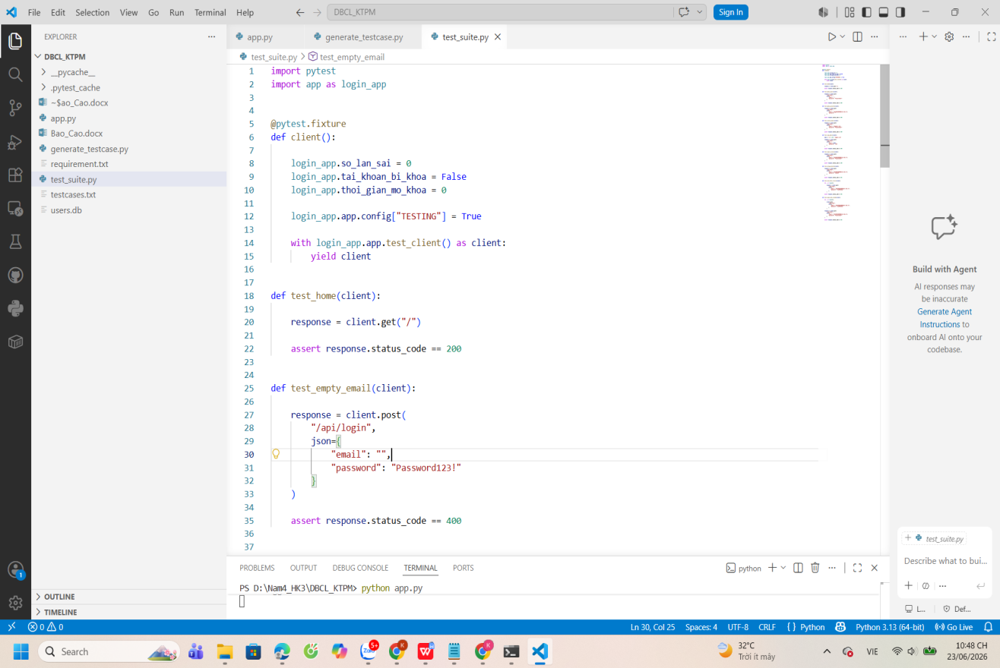 File Edit Selection View Go Run Terminal Help
DBCL_KTPM
Sign In
EXPLORER
DBCL_KTPM
__pycache__
.pytest_cache
~$ao_Cao.docx
app.py
Bao_Cao.docx
generate_testcase.py
requirement.txt
test_suite.py
testcases.txt
users.db
OUTLINE
TIMELINE
app.py
generate_testcase.py
test_suite.py
test_suite.py > test_empty_email
1 import pytest
2 import app as login_app
3
4
5 @pytest.fixture
6 def client():
7
8 login_app.so_lan_sai = 0
9 login_app.tai_khoan_bi_khoa = False
10 login_app.thoi_gian_mo_khoa = 0
11
12 login_app.app.config["TESTING"] = True
13
14 with login_app.app.test_client() as client:
15 yield client
16
17
18 def test_home(client):
19
20 response = client.get("/")
21
22 assert response.status_code == 200
23
24
25 def test_empty_email(client):
26
27 response = client.post(
28 "/api/login",
29 json={
30 "email": "",
31 "password": "Password123!"
32 }
33 )
34
35 assert response.status_code == 400
36
37
PROBLEMS OUTPUT DEBUG CONSOLE TERMINAL PORTS
python
PS D:\Nam4_HK3\DBCL_KTPM> python app.py
Build with Agent
AI responses may
be inaccurate
Generate Agent
Instructions to
onboard AI onto your
codebase.
test_suite.py
Describe what to bui...
L...
Def...
1
0 0
Ln 30, Col 25 Spaces: 4 UTF-8 CRLF { } Python Python 3.13 (64-bit) Go Live
Search
Zalo
5+
K
K
32°C
Trời ít mây
VIE
10:48 CH
23/06/2026